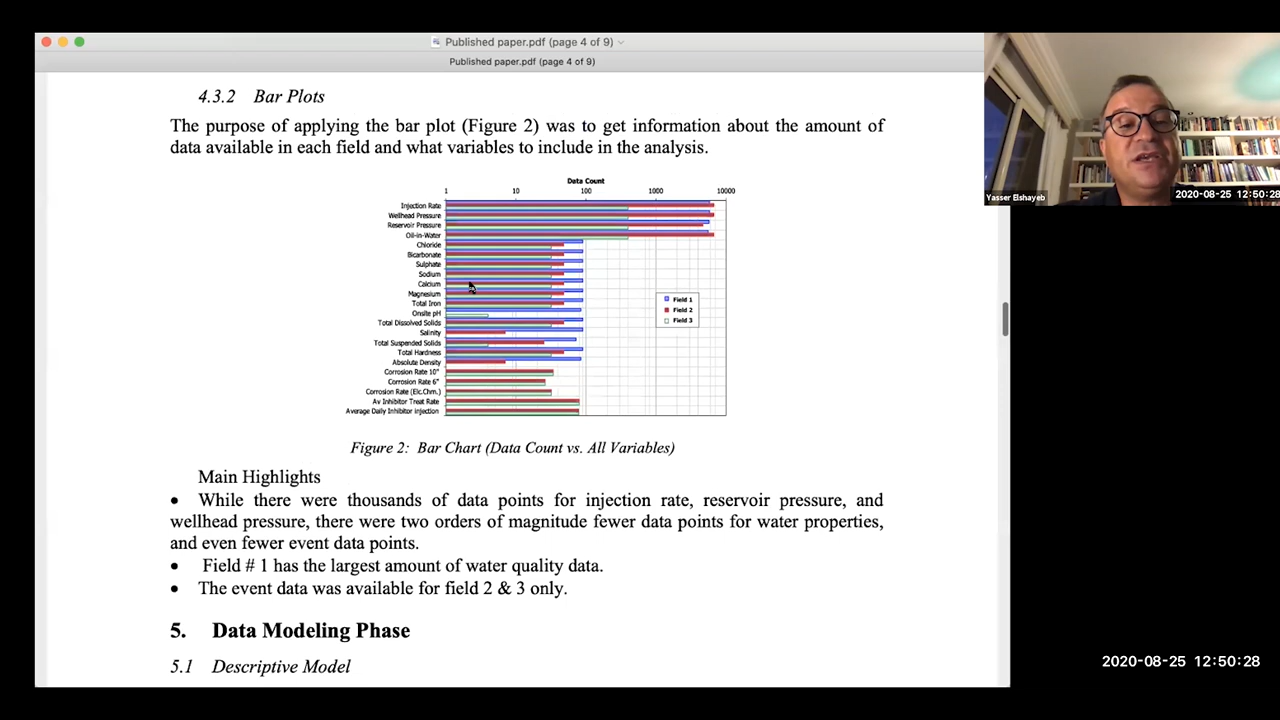 Published paper.pdf (page 4 of 9)
Published paper.pdf (page 4 of 9)
4.3.2 Bar Plots
The purpose of applying the bar plot (Figure 2) was to get information about the amount of
data available in each field and what variables to include in the analysis.
Data Count
1 10 100 1000 10000
Injection Rate
Wellhead Pressure
Reservoir Pressure
Oil-in-Water
Chloride
Bicarbonate
Sulphate
Sodium
Calcium
Magnesium
Total Iron
Onsite pH
Total Dissolved Solids
Salinity
Total Suspended Solids
Total Hardness
Absolute Density
Corrosion Rate 10"
Corrosion Rate 6"
Corrosion Rate (Elc.Chm.)
Av Inhibitor Treat Rate
Average Daily Inhibitor injection
Field 1
Field 2
Field 3
Figure 2: Bar Chart (Data Count vs. All Variables)
Main Highlights
• While there were thousands of data points for injection rate, reservoir pressure, and
wellhead pressure, there were two orders of magnitude fewer data points for water properties,
and even fewer event data points.
• Field # 1 has the largest amount of water quality data.
• The event data was available for field 2 & 3 only.
5. Data Modeling Phase
5.1 Descriptive Model
Yasser Elshayeb
2020-08-25 12:50:28
2020-08-25 12:50:28